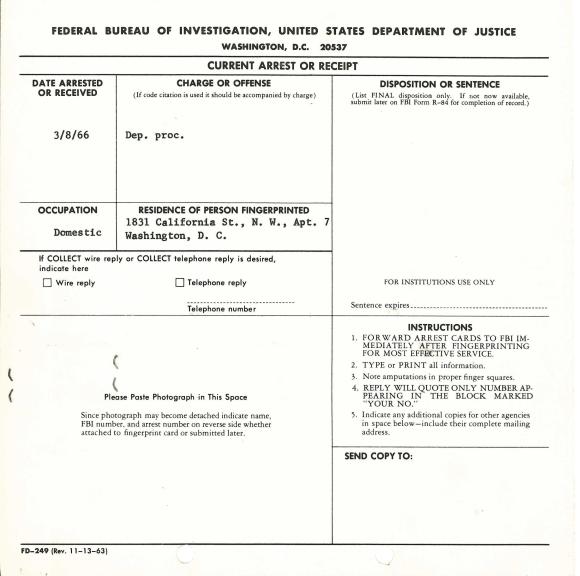 FEDERAL BUREAU OF INVESTIGATION, UNITED STATES DEPARTMENT OF JUSTICE
WASHINGTON, D.C. 20537
CURRENT ARREST OR RECEIPT
DATE ARRESTED
OR RECEIVED
3/8/66
CHARGE OR OFFENSE
(If code citation is used it should be accompanied by charge)
Dep. proc.
DISPOSITION OR SENTENCE
(List FINAL disposition only. If not now available,
submit later on FBI Form R-84 for completion of record.)
OCCUPATION
Domestic
RESIDENCE OF PERSON FINGERPRINTED
1831 California St., N. W., Apt. 7
Washington, D. C.
If COLLECT wire reply or COLLECT telephone reply is desired,
indicate here
Wire reply
Telephone reply
Telephone number
FOR INSTITUTIONS USE ONLY
Sentence expires
Please Paste Photograph in This Space
Since photograph may become detached indicate name,
FBI number, and arrest number on reverse side whether
attached to fingerprint card or submitted later.
INSTRUCTIONS
1. FORWARD ARREST CARDS TO FBI IM-
MEDIATELY AFTER FINGERPRINTING
FOR MOST EFFECTIVE SERVICE.
2. TYPE or PRINT all information.
3. Note amputations in proper finger squares.
4. REPLY WILL QUOTE ONLY NUMBER AP-
PEARING IN THE BLOCK MARKED
"YOUR NO."
5. Indicate any additional copies for other agencies
in space below—include their complete mailing
address.
SEND COPY TO:
FD-249 (Rev. 11-13-63)